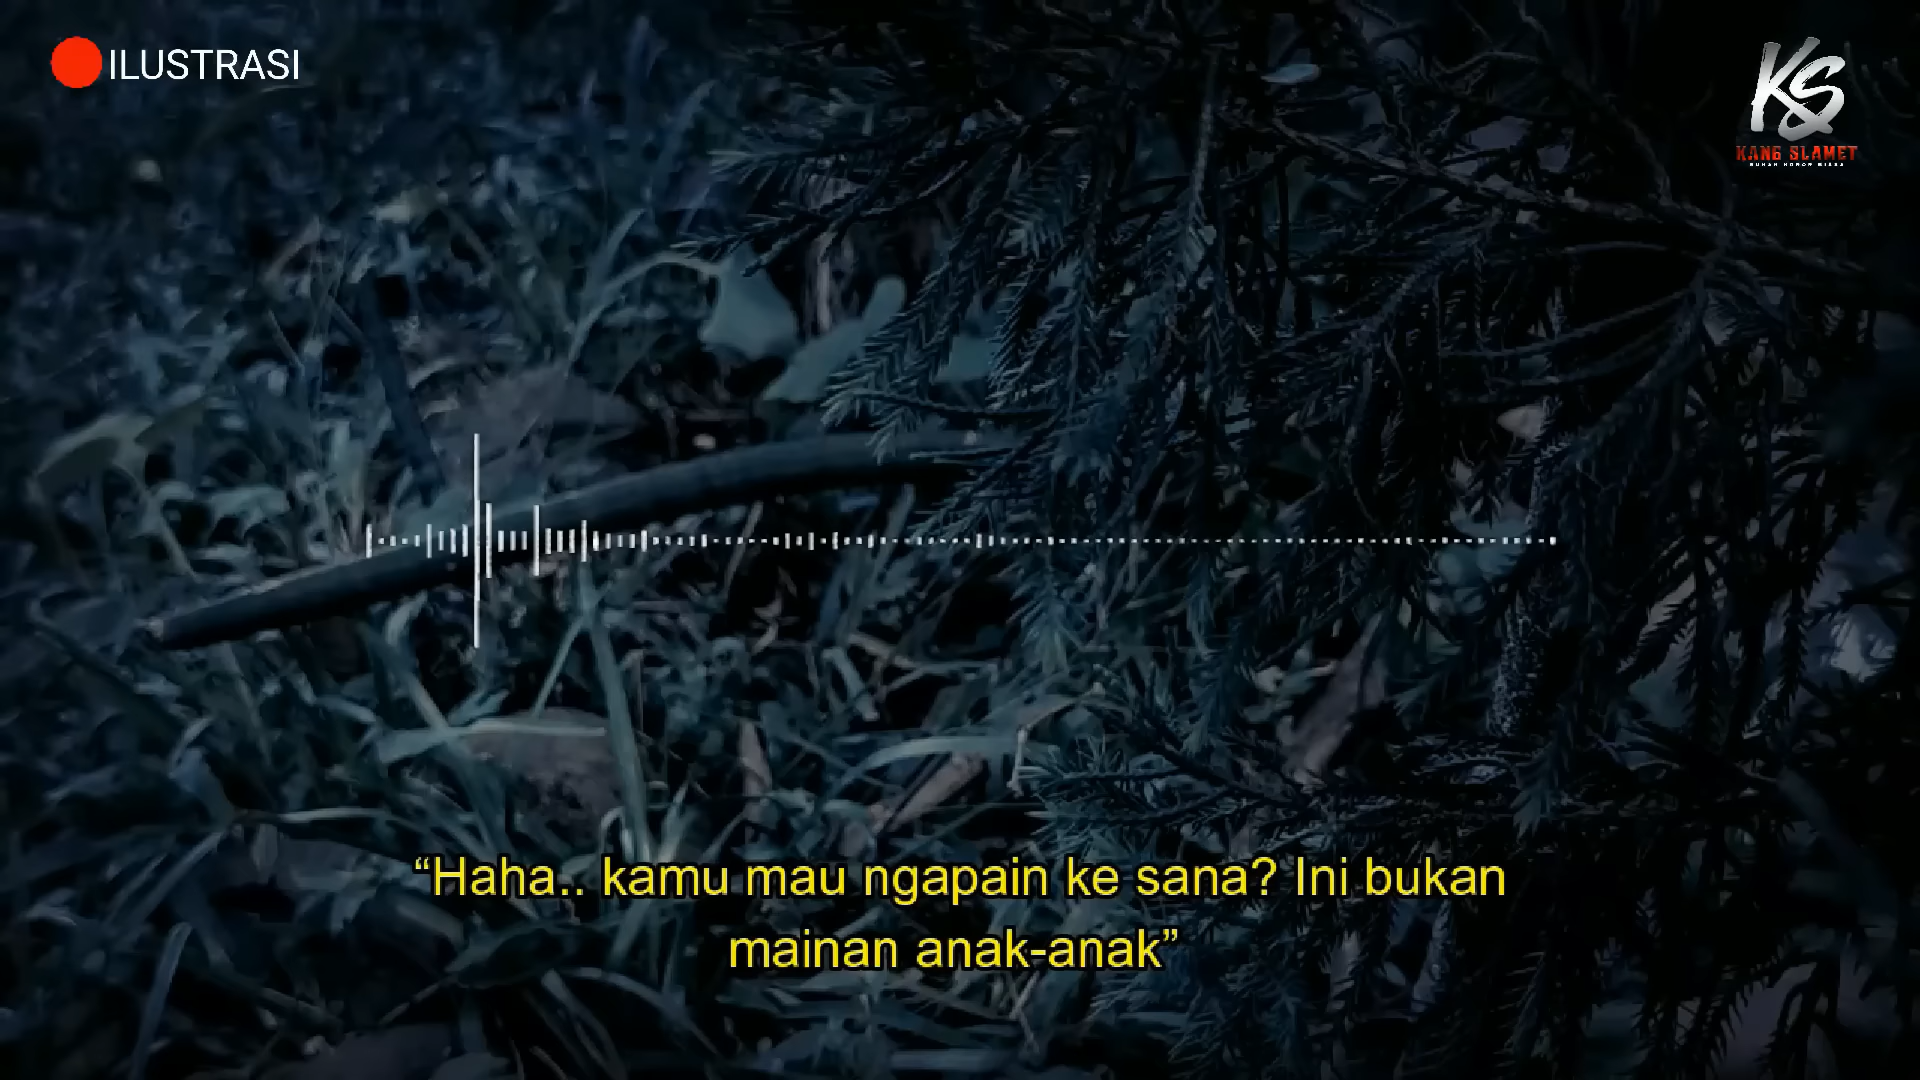 ILUSTRASI
KS
KANG SLAMET
“Haha.. kamu mau ngapain ke sana? Ini bukan
mainan anak-anak”